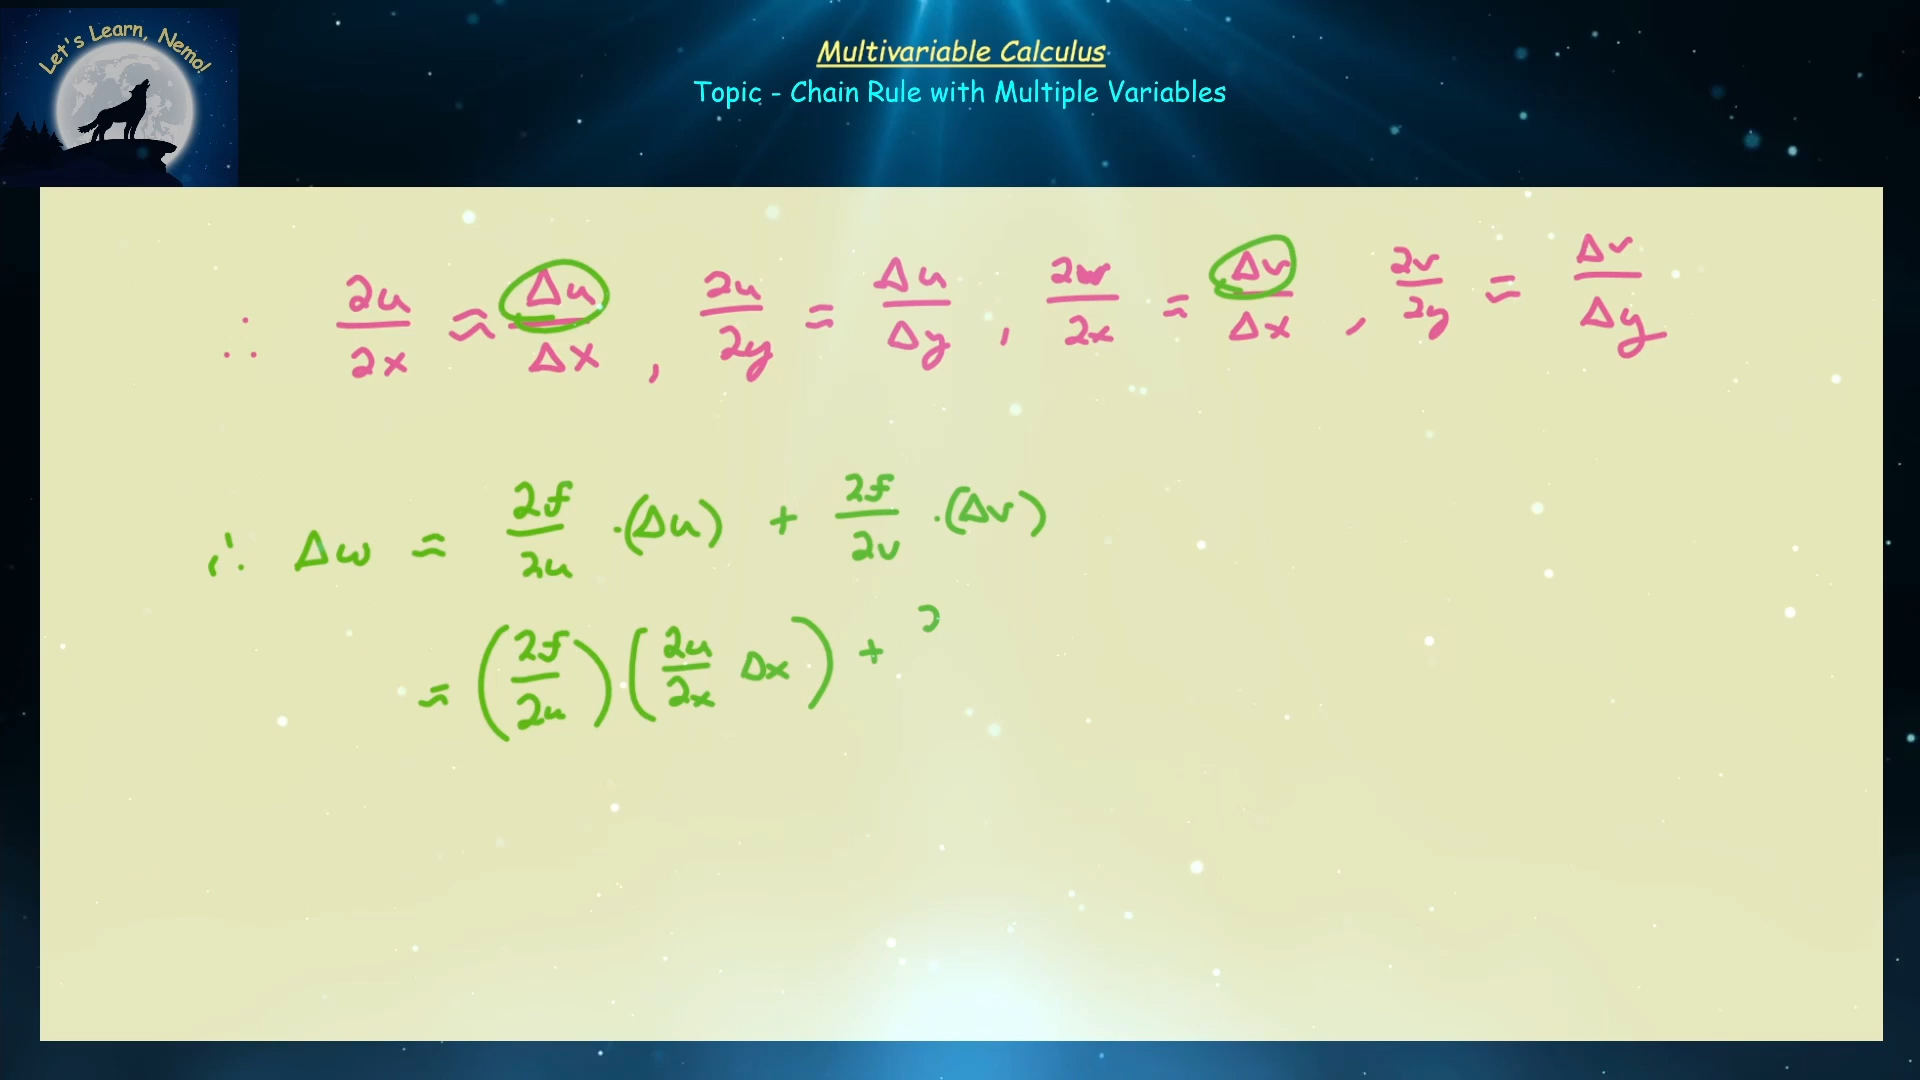 Let's Learn, Nemo!
Multivariable Calculus
Topic - Chain Rule with Multiple Variables
∴ ∂u/∂x ≈ Δu/Δx , ∂u/∂y ≈ Δu/Δy , ∂v/∂x ≈ Δv/Δx , ∂v/∂y ≈ Δv/Δy
∴ Δw ≈ ∂f/∂u · (Δu) + ∂f/∂v · (Δv)
≈ (∂f/∂u) (∂u/∂x Δx) +